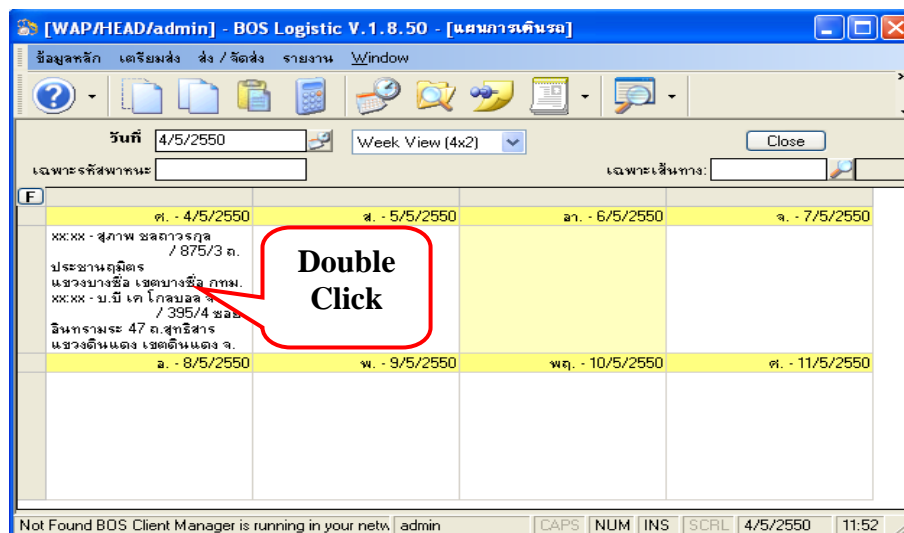 [WAP/HEAD/admin] - BOS Logistic V.1.8.50 - [แผนการเดินรถ]
ข้อมูลหลัก เตรียมส่ง ส่ง / จัดส่ง รายงาน Window
วันที่ 4/5/2550 Week View (4x2) Close
เฉพาะรหัสพาหนะ เฉพาะเส้นทาง:
F
ศ. - 4/5/2550 ส. - 5/5/2550 อา. - 6/5/2550 จ. - 7/5/2550
xx:xx - สุภาพ ชลถาวรกุล
/ 875/3 ถ.
ประชานฤมิตร
แขวงบางซื่อ เขตบางซื่อ กทม.
xx:xx - บ.บี เค โกลบอล จ
/ 395/4 ซอย
อินทรามระ 47 ถ.สุทธิสาร
แขวงดินแดง เขตดินแดง จ.
Double
Click
อ. - 8/5/2550 พ. - 9/5/2550 พฤ. - 10/5/2550 ศ. - 11/5/2550
Not Found BOS Client Manager is running in your netw admin CAPS NUM INS SCRL 4/5/2550 11:52